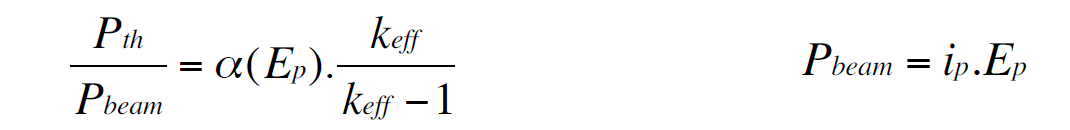 P_th / P_beam = α(E_p). k_eff / k_eff − 1
P_beam = i_p.E_p